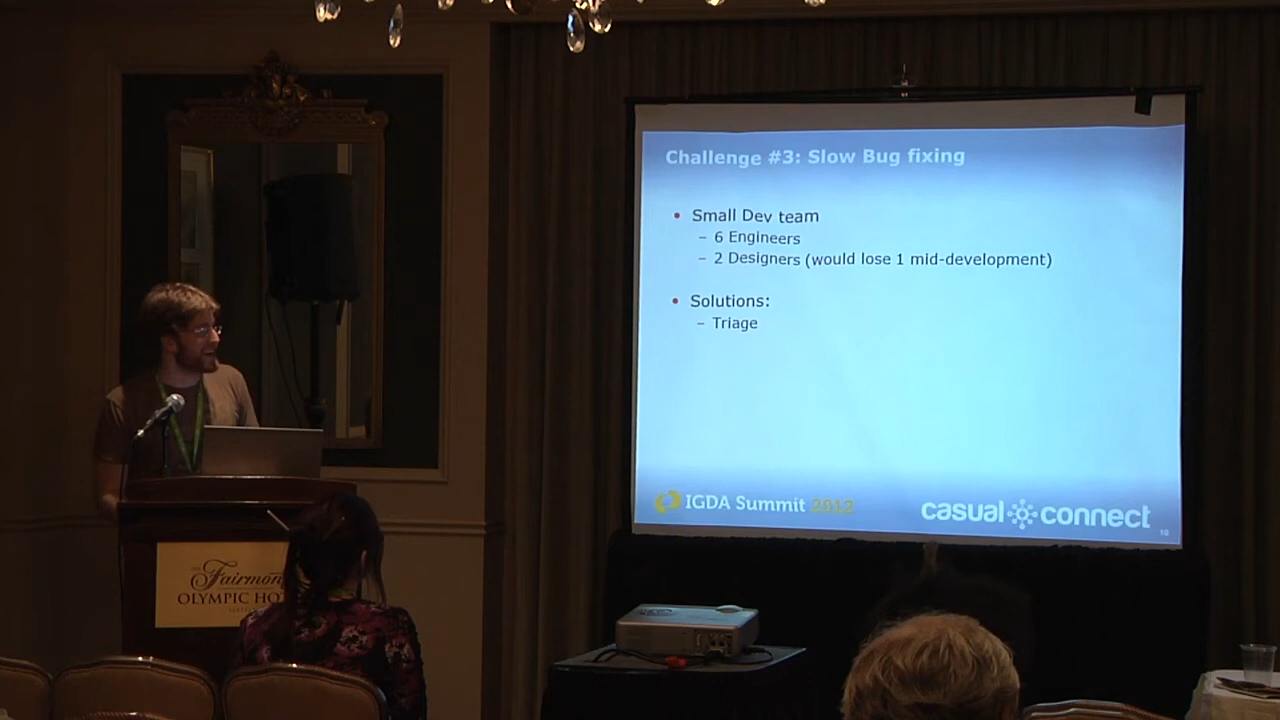 Challenge #3: Slow Bug fixing
• Small Dev team
– 6 Engineers
– 2 Designers (would lose 1 mid-development)
• Solutions:
– Triage
IGDA Summit 2012
casual connect
Fairmon
OLYMPIC HO